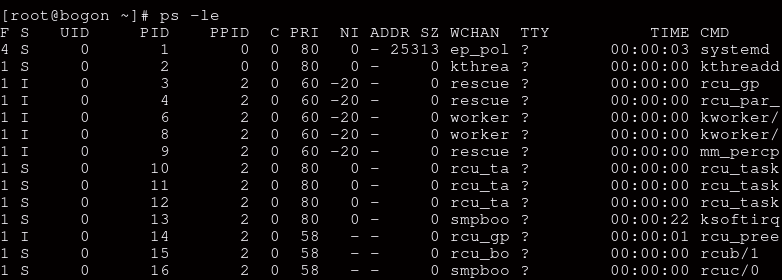 [root@bogon ~]# ps -le
F S   UID     PID    PPID  C PRI  NI ADDR SZ WCHAN  TTY          TIME CMD
4 S     0       1       0  0  80   0 - 25313 ep_pol ?        00:00:03 systemd
1 S     0       2       0  0  80   0 -     0 kthrea ?        00:00:00 kthreadd
1 I     0       3       2  0  60 -20 -     0 rescue ?        00:00:00 rcu_gp
1 I     0       4       2  0  60 -20 -     0 rescue ?        00:00:00 rcu_par_
1 I     0       6       2  0  60 -20 -     0 worker ?        00:00:00 kworker/
1 I     0       8       2  0  60 -20 -     0 worker ?        00:00:00 kworker/
1 I     0       9       2  0  60 -20 -     0 rescue ?        00:00:00 mm_percp
1 S     0      10       2  0  80   0 -     0 rcu_ta ?        00:00:00 rcu_task
1 S     0      11       2  0  80   0 -     0 rcu_ta ?        00:00:00 rcu_task
1 S     0      12       2  0  80   0 -     0 rcu_ta ?        00:00:00 rcu_task
1 S     0      13       2  0  80   0 -     0 smpboo ?        00:00:22 ksoftirq
1 I     0      14       2  0  58   - -     0 rcu_gp ?        00:00:01 rcu_pree
1 S     0      15       2  0  58   - -     0 rcu_bo ?        00:00:00 rcub/1
1 S     0      16       2  0  58   - -     0 smpboo ?        00:00:00 rcuc/0